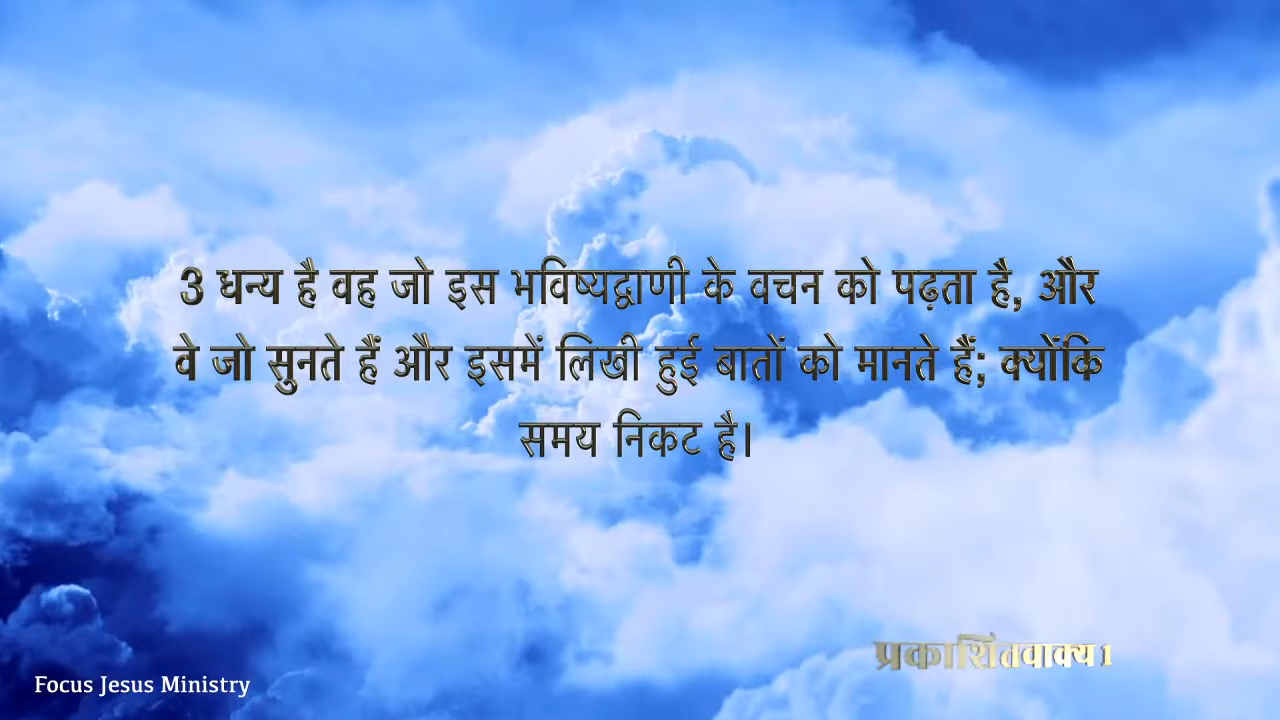 3 धन्य है वह जो इस भविष्यद्वाणी के वचन को पढ़ता है, और
वे जो सुनते हैं और इसमें लिखी हुई बातों को मानते हैं; क्योंकि
समय निकट है।
प्रकाशितवाक्य 1
Focus Jesus Ministry